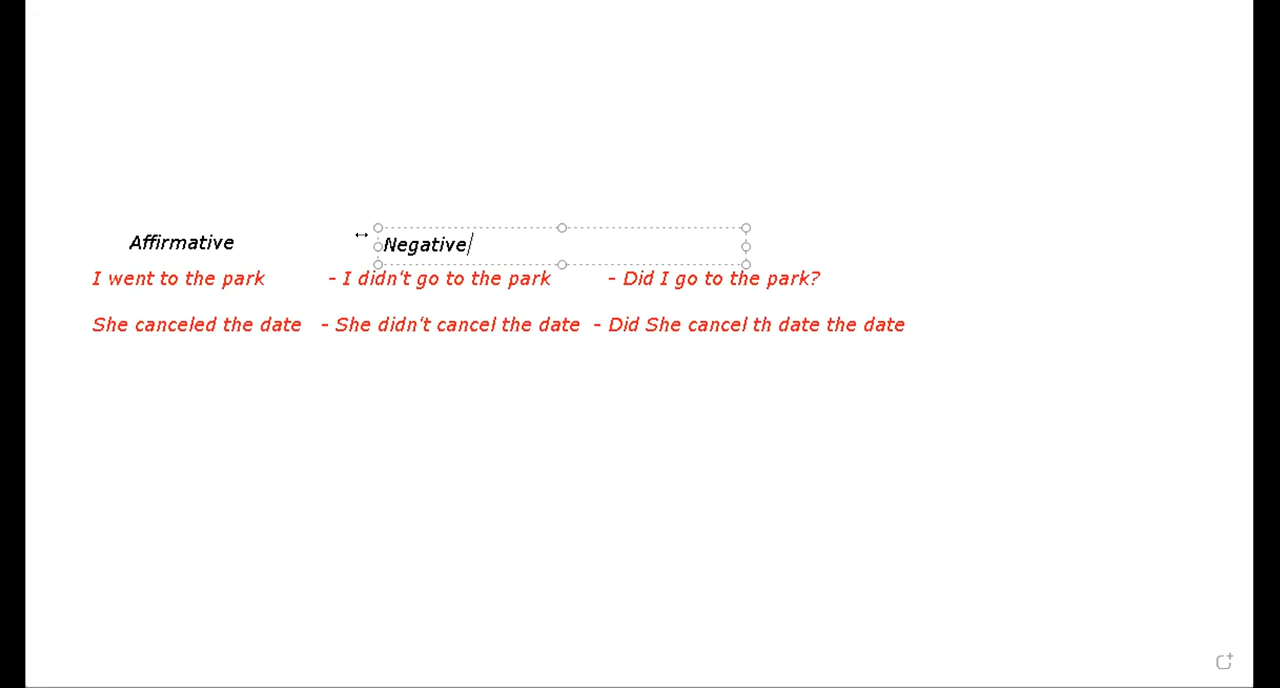 Affirmative Negative
I went to the park - I didn't go to the park - Did I go to the park?
She canceled the date - She didn't cancel the date - Did She cancel th date the date